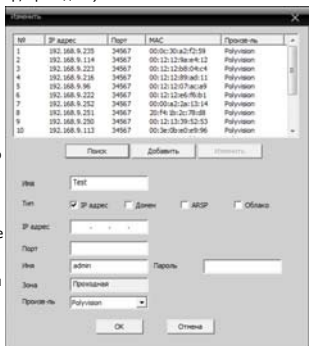 Изменить
№ IP адрес Порт MAC Произв-ль
1 192.168.9.235 34567 00:0c:30:a2:f2:59 Polyvision
2 192.168.9.114 34567 00:12:12:9a:e4:12 Polyvision
3 192.168.9.223 34567 00:12:12:b8:04:c4 Polyvision
4 192.168.9.216 34567 00:12:12:89:ad:11 Polyvision
5 192.168.9.96 34567 00:12:12:07:ac:a9 Polyvision
6 192.168.9.222 34567 00:12:12:e6:f6:b1 Polyvision
7 192.168.9.252 34567 00:00:a2:2a:13:14 Polyvision
8 192.168.9.251 34567 20:f4:1b:2c:78:d8 Polyvision
9 192.168.9.250 34567 00:12:13:39:52:53 Polyvision
10 192.168.9.113 34567 00:3e:0b:e0:e9:96 Polyvision
Поиск Добавить Изменить
Имя Test
Тип IP адрес Домен ARSP Облако
IP адрес . . .
Порт
Имя admin Пароль
Зона Проходная
Произв-ль Polyvision
OK Отмена